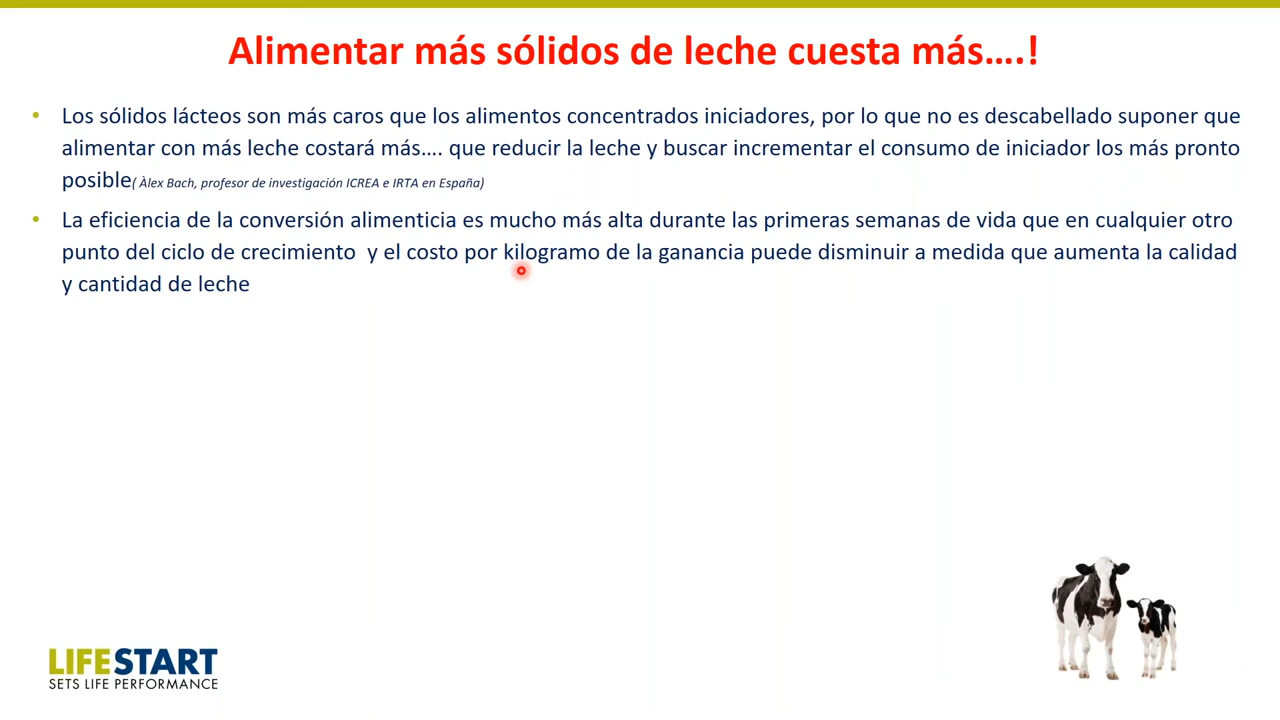 Alimentar más sólidos de leche cuesta más….!
• Los sólidos lácteos son más caros que los alimentos concentrados iniciadores, por lo que no es descabellado suponer que
alimentar con más leche costará más…. que reducir la leche y buscar incrementar el consumo de iniciador los más pronto
posible( Àlex Bach, profesor de investigación ICREA e IRTA en España)
• La eficiencia de la conversión alimenticia es mucho más alta durante las primeras semanas de vida que en cualquier otro
punto del ciclo de crecimiento y el costo por kilogramo de la ganancia puede disminuir a medida que aumenta la calidad
y cantidad de leche
LIFESTART
SETS LIFE PERFORMANCE